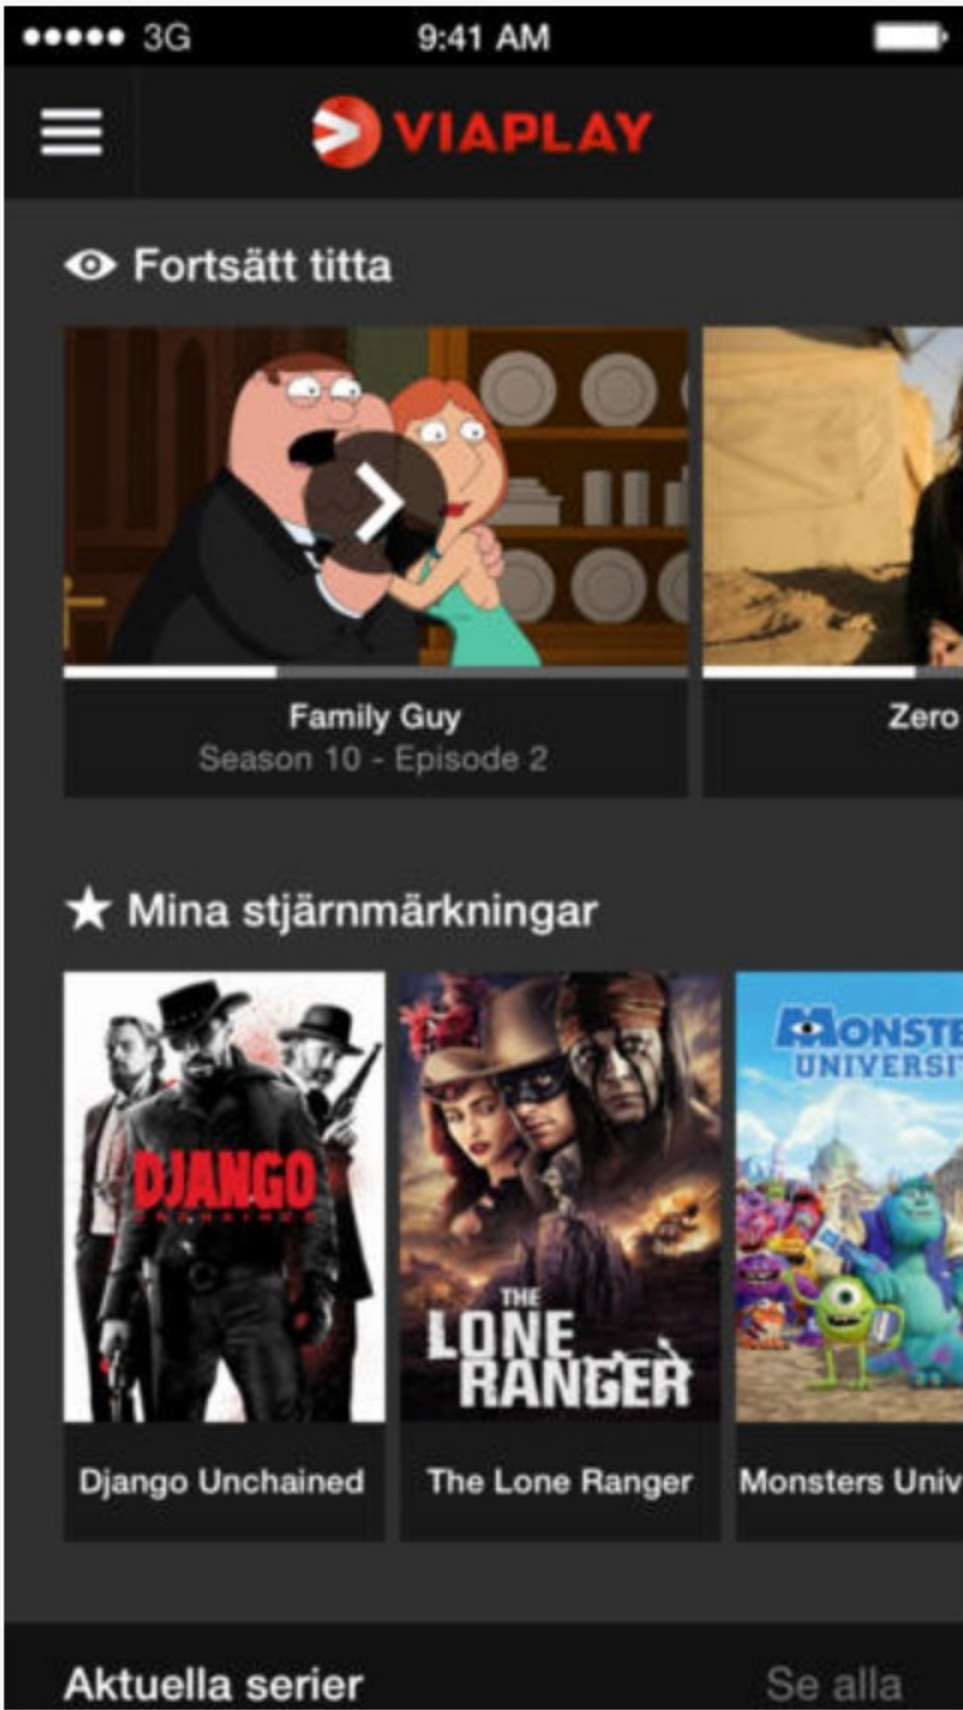 3G 9:41 AM
VIAPLAY
Fortsätt titta
Family Guy
Season 10 - Episode 2
Zero
Mina stjärnmärkningar
DJANGO
UNCHAINED
THE
LONE
RANGER
MONSTE
UNIVERSI
Django Unchained
The Lone Ranger
Monsters Univ
Aktuella serier
Se alla